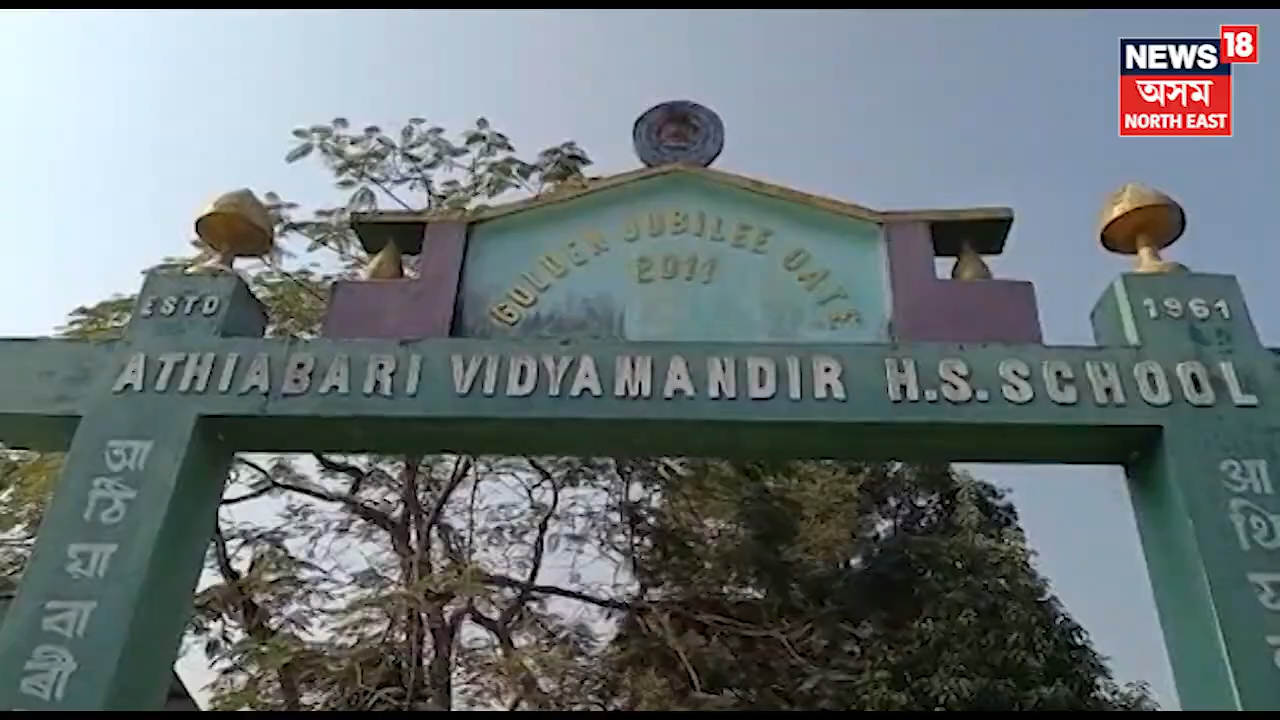 NEWS 18
অসম
NORTH EAST
GOLDEN JUBILEE GATE
2011
ESTD
1961
ATHIABARI VIDYAMANDIR H.S.SCHOOL